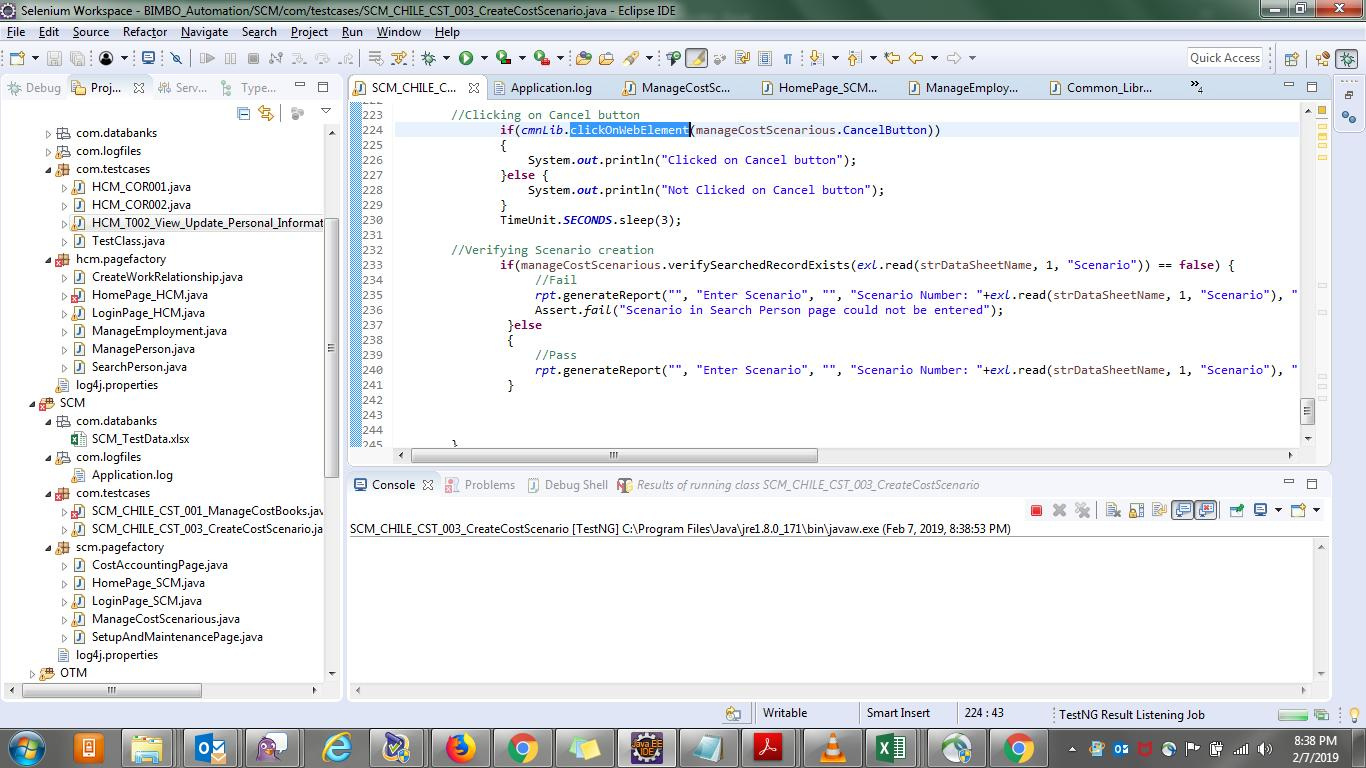 Selenium Workspace - BIMBO_Automation/SCM/com/testcases/SCM_CHILE_CST_003_CreateCostScenario.java - Eclipse IDE
File Edit Source Refactor Navigate Search Project Run Window Help
Quick Access
Debug Proj... Serv... Type...
SCM_CHILE_C... Application.log ManageCostSc... HomePage_SCM... ManageEmploy... Common_Libr... 4
com.databanks
com.logfiles
com.testcases
HCM_COR001.java
HCM_COR002.java
HCM_T002_View_Update_Personal_Informat
TestClass.java
hcm.pagefactory
CreateWorkRelationship.java
HomePage_HCM.java
LoginPage_HCM.java
ManageEmployment.java
ManagePerson.java
SearchPerson.java
log4j.properties
SCM
com.databanks
SCM_TestData.xlsx
com.logfiles
Application.log
com.testcases
SCM_CHILE_CST_001_ManageCostBooks.jav
SCM_CHILE_CST_003_CreateCostScenario.ja
scm.pagefactory
CostAccountingPage.java
HomePage_SCM.java
LoginPage_SCM.java
ManageCostScenarious.java
SetupAndMaintenancePage.java
log4j.properties
OTM
222
223 //Clicking on Cancel button
224 if(cmnLib.clickOnWebElement(manageCostScenarious.CancelButton))
225 {
226 System.out.println("Clicked on Cancel button");
227 }else {
228 System.out.println("Not Clicked on Cancel button");
229 }
230 TimeUnit.SECONDS.sleep(3);
231
232 //Verifying Scenario creation
233 if(manageCostScenarious.verifySearchedRecordExists(exl.read(strDataSheetName, 1, "Scenario")) == false) {
234 //Fail
235 rpt.generateReport("", "Enter Scenario", "", "Scenario Number: "+exl.read(strDataSheetName, 1, "Scenario"), "
236 Assert.fail("Scenario in Search Person page could not be entered");
237 }else
238 {
239 //Pass
240 rpt.generateReport("", "Enter Scenario", "", "Scenario Number: "+exl.read(strDataSheetName, 1, "Scenario"), "
241 }
242
243
244
245 }
Console Problems Debug Shell Results of running class SCM_CHILE_CST_003_CreateCostScenario
SCM_CHILE_CST_003_CreateCostScenario [TestNG] C:\Program Files\Java\jre1.8.0_171\bin\javaw.exe (Feb 7, 2019, 8:38:53 PM)
Writable Smart Insert 224 : 43 TestNG Result Listening Job
Java EE
IDE
8:38 PM
2/7/2019